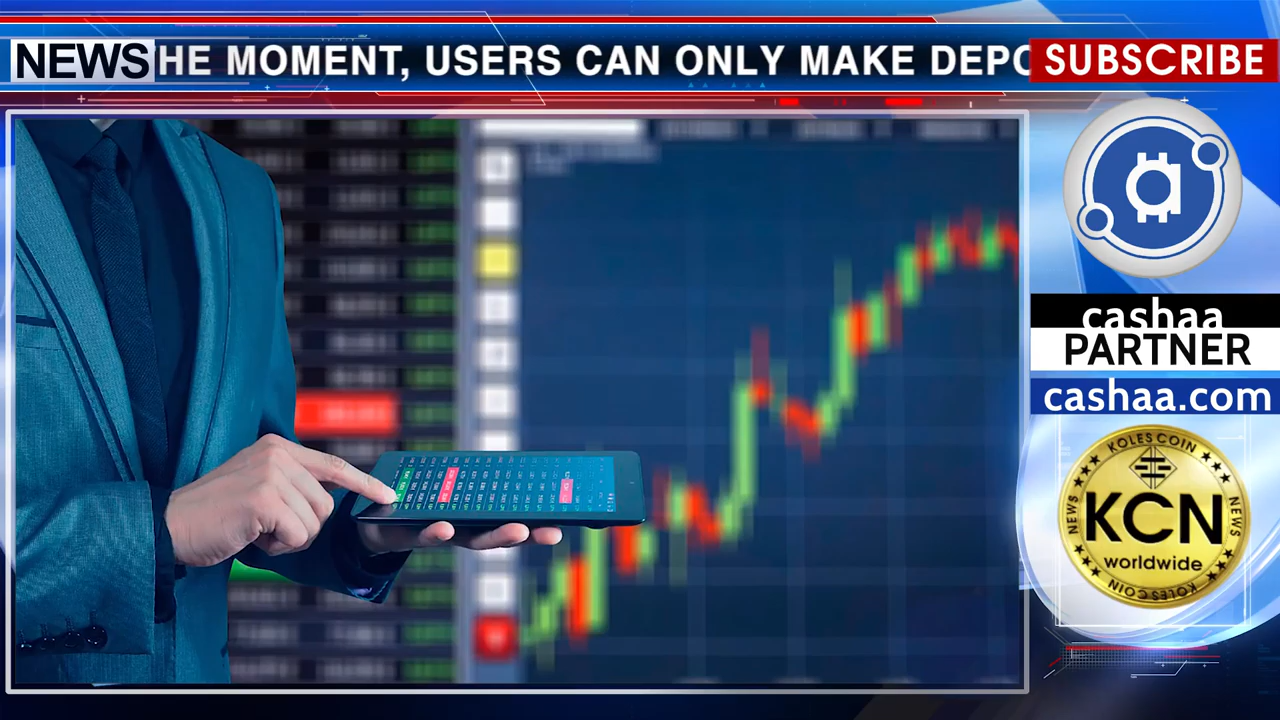 NEWS
HE MOMENT, USERS CAN ONLY MAKE DEPO
SUBSCRIBE
cashaa
PARTNER
cashaa.com
KOLES COIN
NEWS
KCN
NEWS
worldwide
KOLES COIN